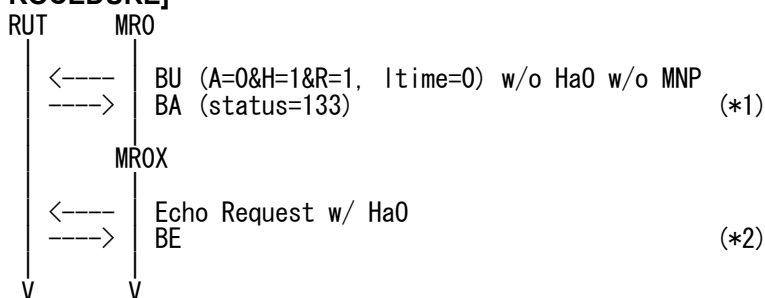 ROCEDURE]
RUT MR0
<---- BU (A=0&H=1&R=1, ltime=0) w/o HaO w/o MNP
----> BA (status=133) (*1)
MR0X
<---- Echo Request w/ HaO
----> BE (*2)
V V